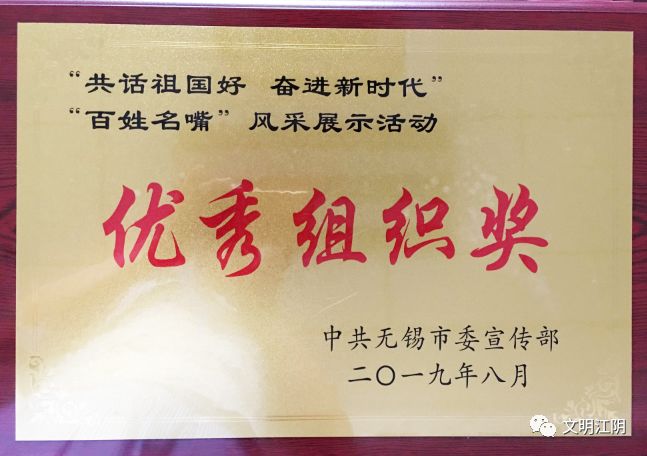 “共话祖国好 奋进新时代”
“百姓名嘴”风采展示活动
优秀组织奖
中共无锡市委宣传部
二〇一九年八月
文明江阴